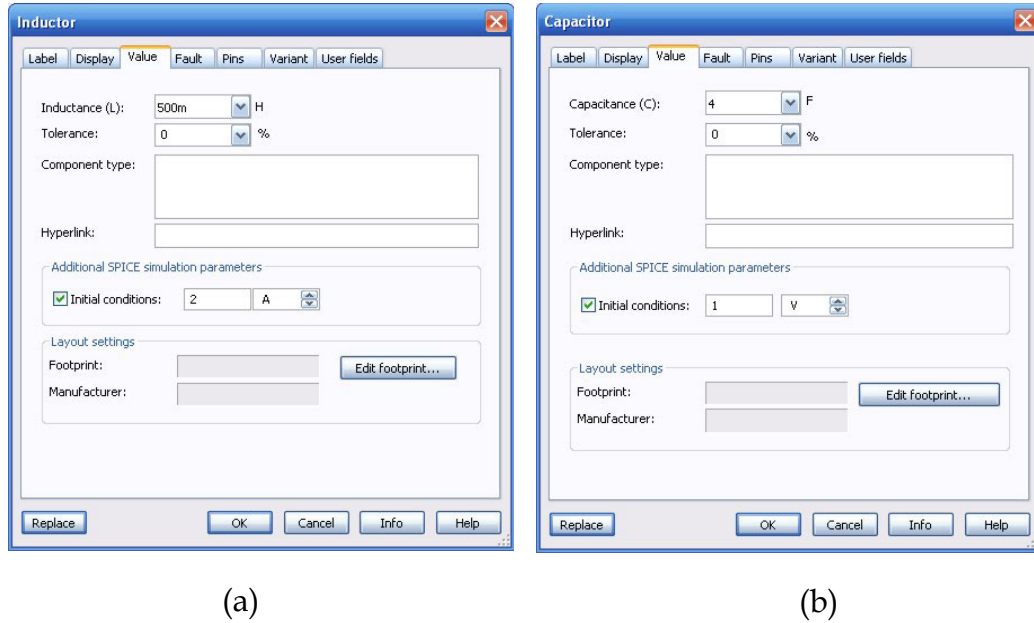 Inductor
Label Display Value Fault Pins Variant User fields
Inductance (L): 500m H
Tolerance: 0 %
Component type:
Hyperlink:
Additional SPICE simulation parameters
Initial conditions: 2 A
Layout settings
Footprint: Edit footprint...
Manufacturer:
Replace OK Cancel Info Help
(a)
Capacitor
Label Display Value Fault Pins Variant User fields
Capacitance (C): 4 F
Tolerance: 0 %
Component type:
Hyperlink:
Additional SPICE simulation parameters
Initial conditions: 1 V
Layout settings
Footprint: Edit footprint...
Manufacturer:
Replace OK Cancel Info Help
(b)